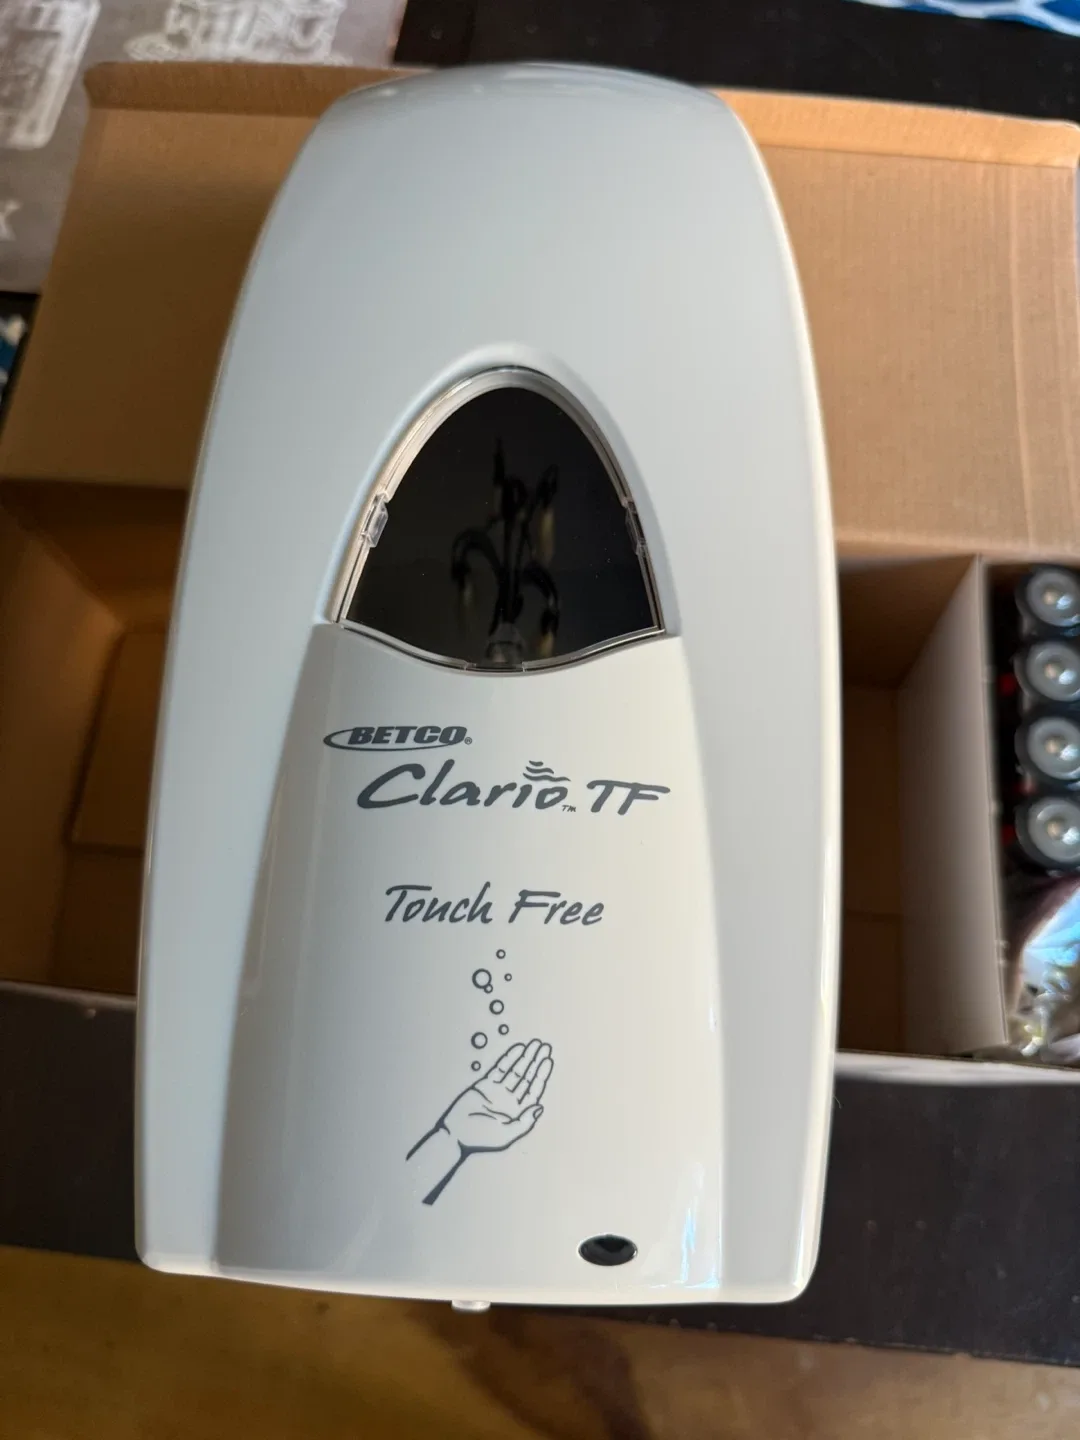 BETCO®
Clario™ TF
Touch Free